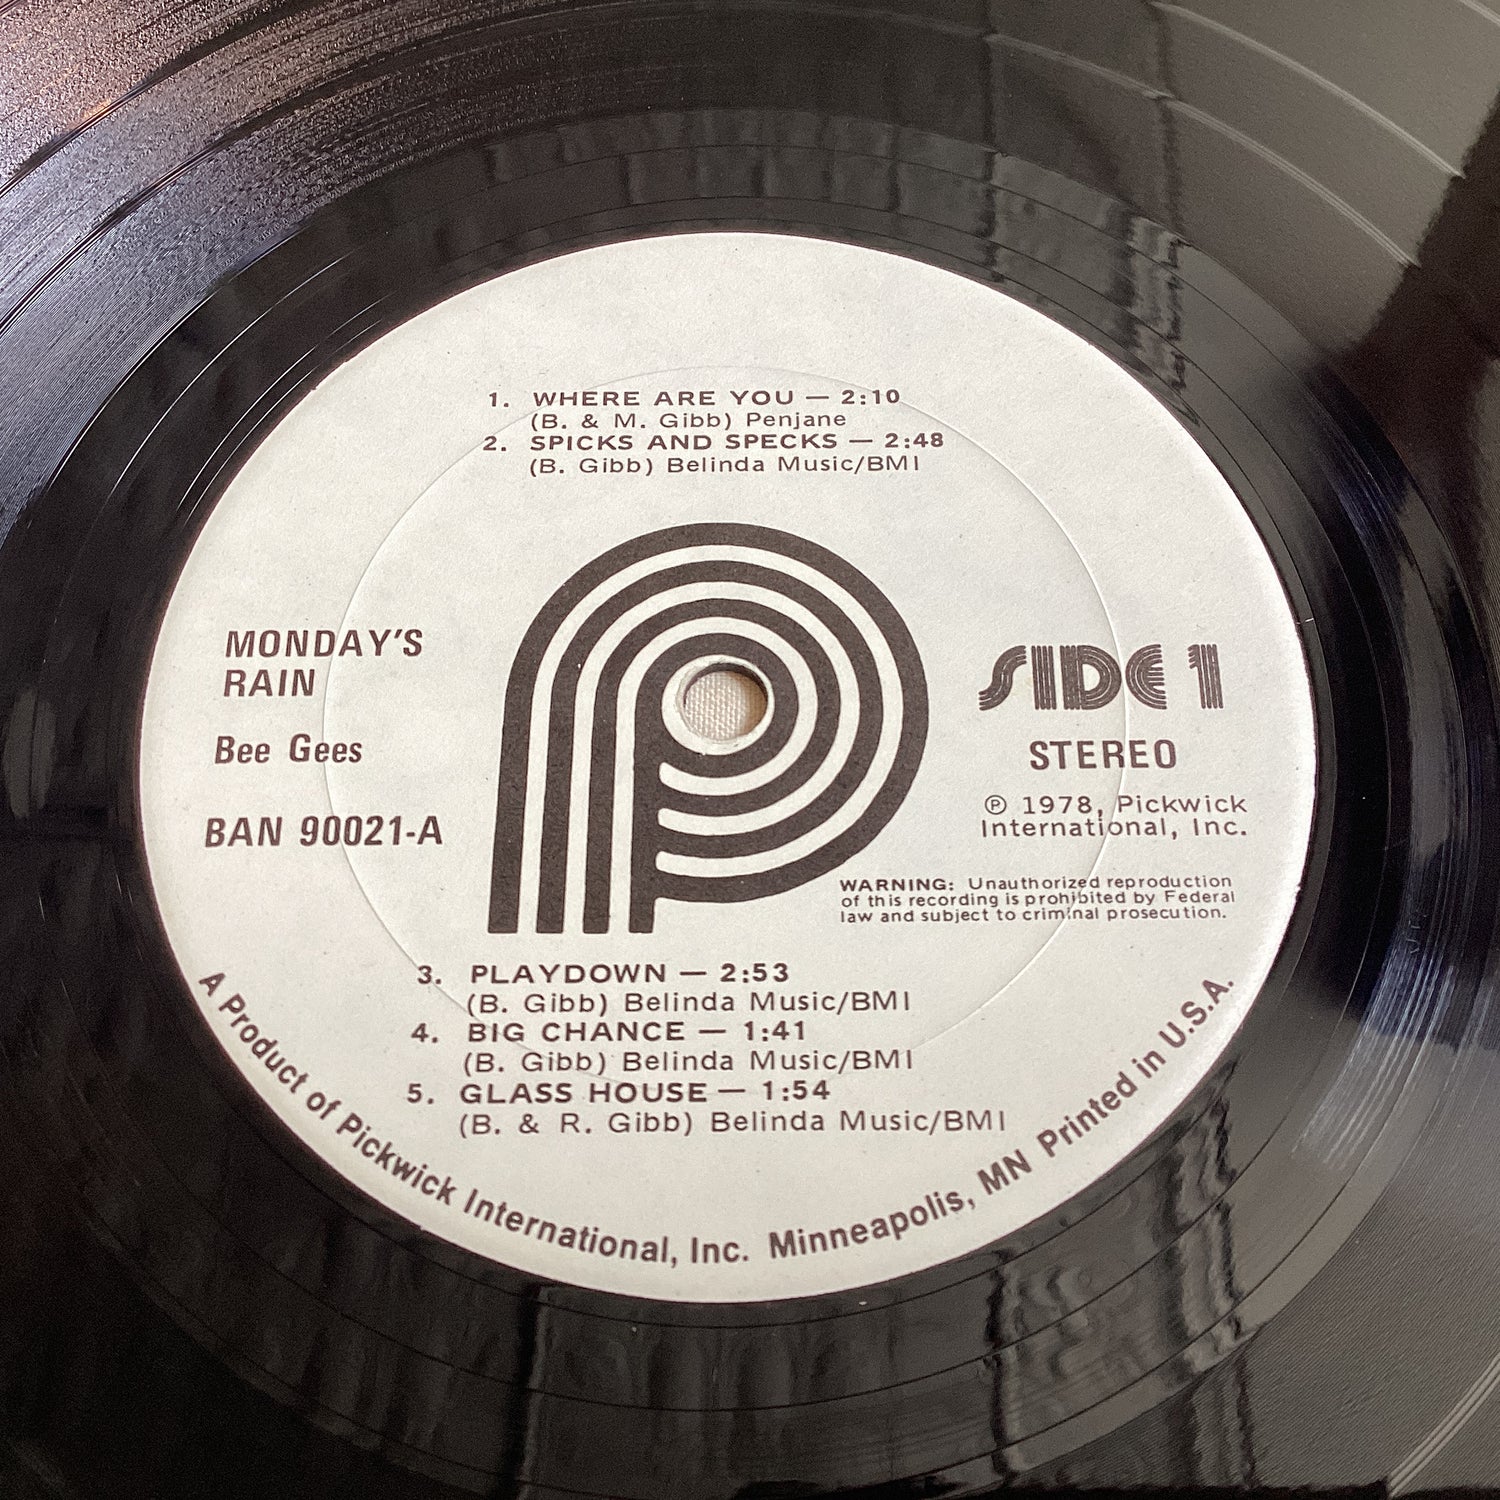 1. WHERE ARE YOU — 2:10
(B. & M. Gibb) Penjane
2. SPICKS AND SPECKS — 2:48
(B. Gibb) Belinda Music/BMI
MONDAY'S
RAIN
Bee Gees
BAN 90021-A
SIDE 1
STEREO
℗ 1978, Pickwick
International, Inc.
WARNING: Unauthorized reproduction
of this recording is prohibited by Federal
law and subject to criminal prosecution.
3. PLAYDOWN — 2:53
(B. Gibb) Belinda Music/BMI
4. BIG CHANCE — 1:41
(B. Gibb) Belinda Music/BMI
5. GLASS HOUSE — 1:54
(B. & R. Gibb) Belinda Music/BMI
A Product of Pickwick International, Inc. Minneapolis, MN Printed in U.S.A.